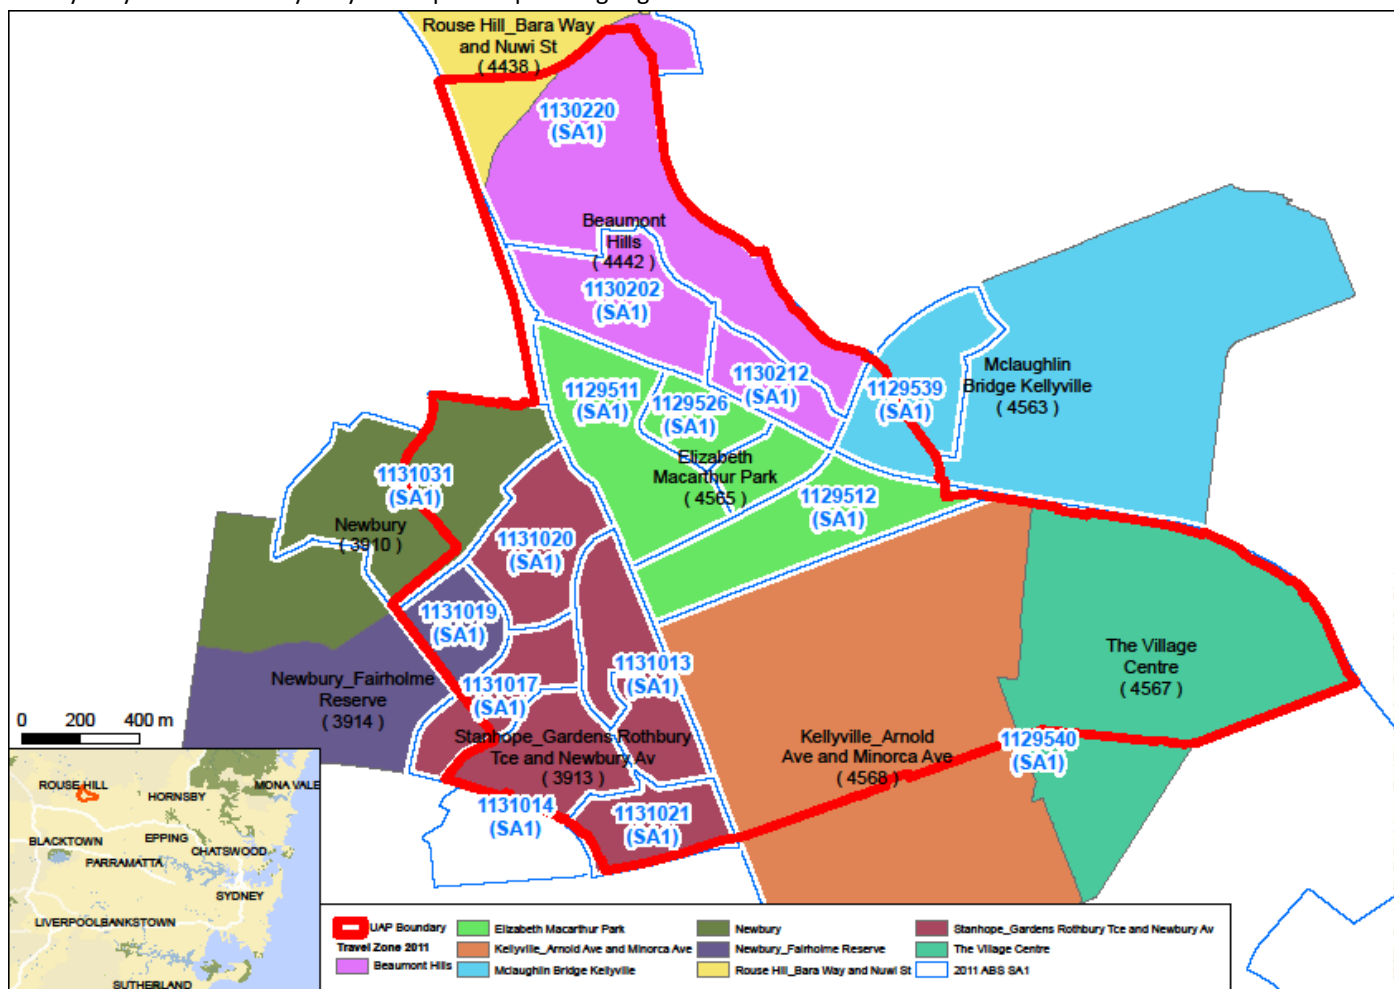 Rouse Hill_Bara Way
and Nuwi St
( 4438 )
1130220
(SA1)
Beaumont
Hills
( 4442 )
1130202
(SA1)
1130212
(SA1)
1129539
(SA1)
Mclaughlin
Bridge Kellyville
( 4563 )
1129511
(SA1)
1129526
(SA1)
Elizabeth
Macarthur Park
( 4565 )
1129512
(SA1)
1131031
(SA1)
Newbury
( 3910 )
1131020
(SA1)
1131019
(SA1)
1131013
(SA1)
The Village
Centre
( 4567 )
Newbury_Fairholme
Reserve
( 3914 )
1131017
(SA1)
Stanhope_Gardens Rothbury
Tce and Newbury Av
( 3913 )
Kellyville_Arnold
Ave and Minorca Ave
( 4568 )
1129540
(SA1)
1131014
(SA1)
1131021
(SA1)
0 200 400 m
ROUSE HILL
MONA VALE
HORNSBY
BLACKTOWN
EPPING
CHATSWOOD
PARRAMATTA
SYDNEY
LIVERPOOL
BANKSTOWN
SUTHERLAND
UAP Boundary
Travel Zone 2011
Beaumont Hills
Elizabeth Macarthur Park
Kellyville_Arnold Ave and Minorca Ave
Mclaughlin Bridge Kellyville
Newbury
Newbury_Fairholme Reserve
Rouse Hill_Bara Way and Nuwi St
Stanhope_Gardens Rothbury Tce and Newbury Av
The Village Centre
2011 ABS SA1